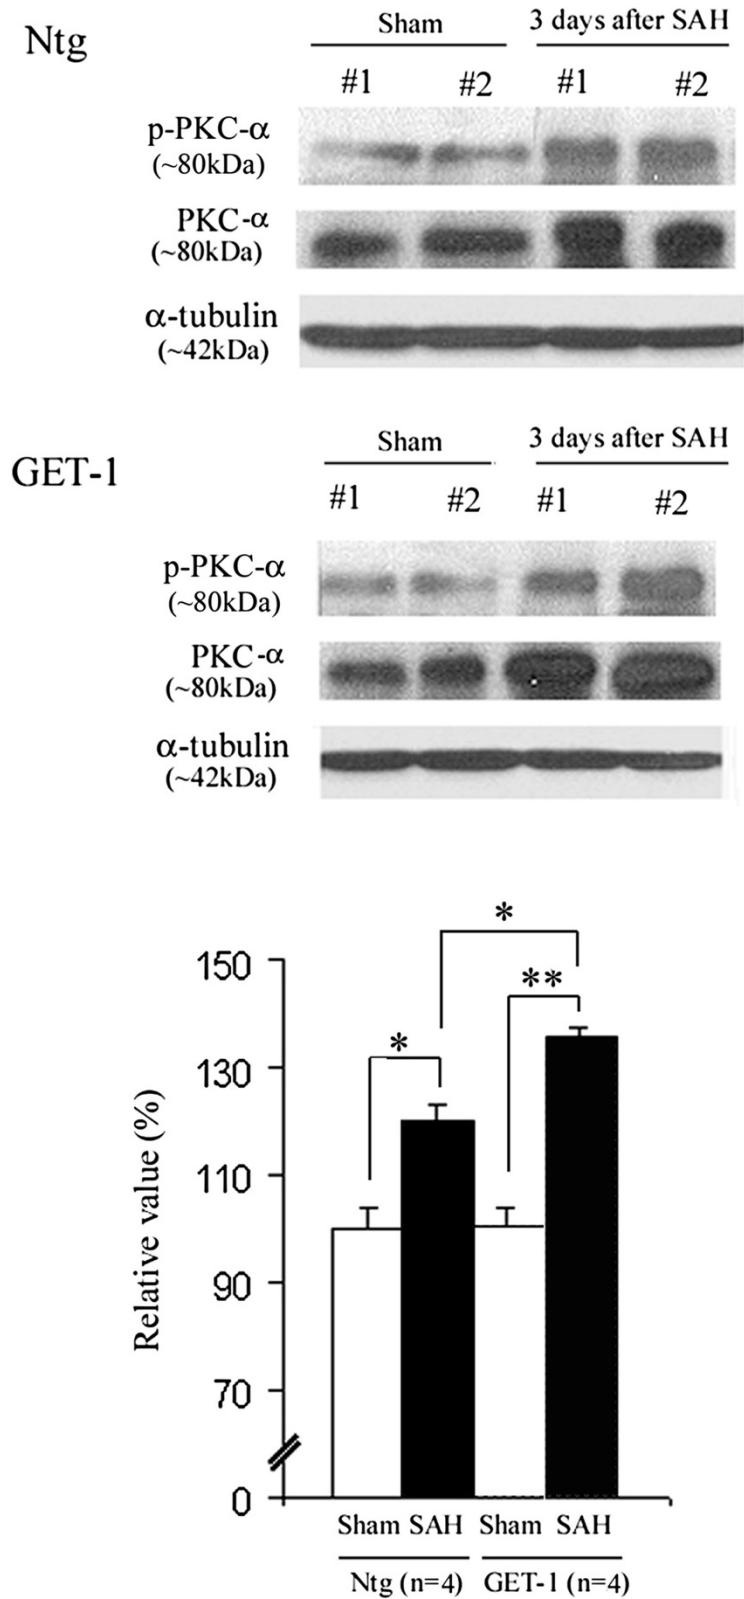 Ntg
Sham 3 days after SAH
#1 #2 #1 #2
p-PKC-α
(~80kDa)
PKC-α
(~80kDa)
α-tubulin
(~42kDa)
GET-1
Sham 3 days after SAH
#1 #2 #1 #2
p-PKC-α
(~80kDa)
PKC-α
(~80kDa)
α-tubulin
(~42kDa)
*
**
*
150
130
110
90
70
0
Relative value (%)
Sham SAH Sham SAH
Ntg (n=4) GET-1 (n=4)